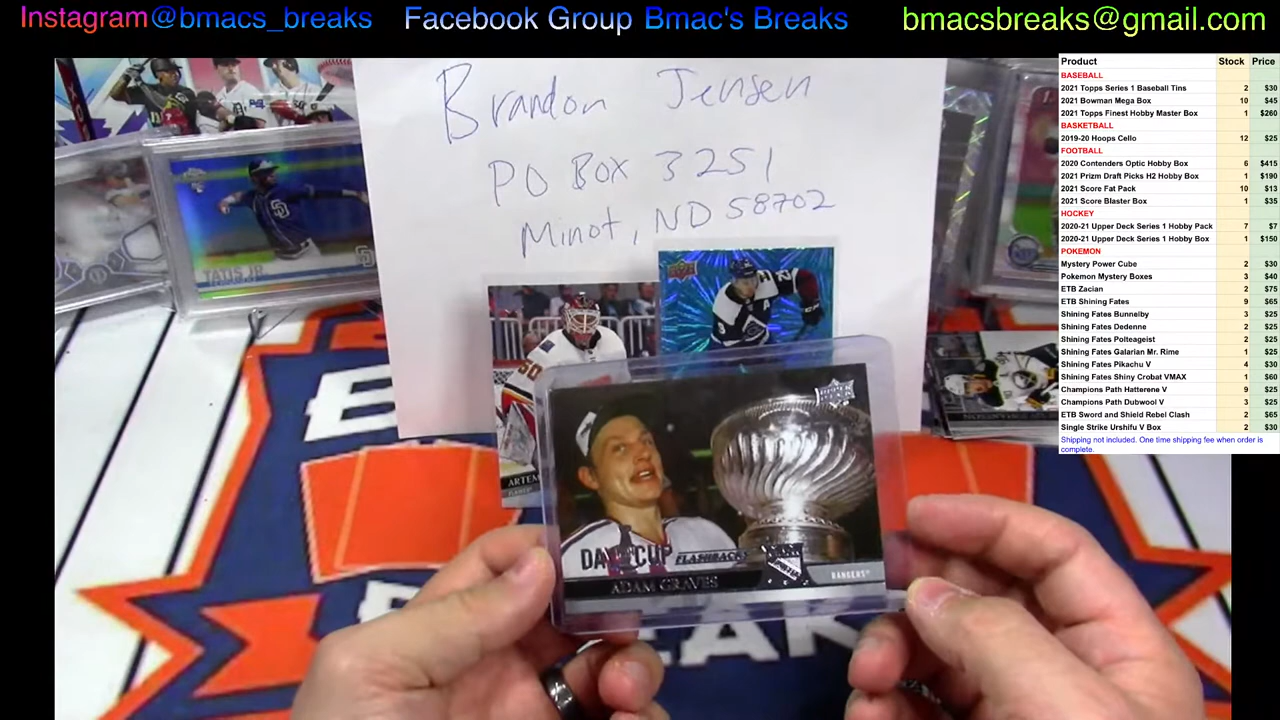 Instagram@bmacs_breaks Facebook Group Bmac's Breaks bmacsbreaks@gmail.com
Product Stock Price
BASEBALL
2021 Topps Series 1 Baseball Tins 2 $30
2021 Bowman Mega Box 10 $45
2021 Topps Finest Hobby Master Box 1 $260
BASKETBALL
2019-20 Hoops Cello 12 $25
FOOTBALL
2020 Contenders Optic Hobby Box 6 $415
2021 Prizm Draft Picks H2 Hobby Box 1 $190
2021 Score Fat Pack 10 $13
2021 Score Blaster Box 1 $35
HOCKEY
2020-21 Upper Deck Series 1 Hobby Pack 7 $7
2020-21 Upper Deck Series 1 Hobby Box 1 $150
POKEMON
Mystery Power Cube 2 $30
Pokemon Mystery Boxes 3 $40
ETB Zacian 2 $75
ETB Shining Fates 9 $65
Shining Fates Bunnelby 3 $25
Shining Fates Dedenne 2 $25
Shining Fates Polteageist 2 $25
Shining Fates Galarian Mr. Rime 1 $25
Shining Fates Pikachu V 4 $30
Shining Fates Shiny Crobat VMAX 1 $60
Champions Path Hatterene V 9 $25
Champions Path Dubwool V 3 $25
ETB Sword and Shield Rebel Clash 2 $65
Single Strike Urshifu V Box 2 $30
Shipping not included. One time shipping fee when order is
complete.
Brandon Jensen
PO Box 3251
Minot, ND 58702
TATIS JR.
ARTEM
UPPER DECK
DAY CUP FLASHBACKS
ADAM GRAVES
RANGERS